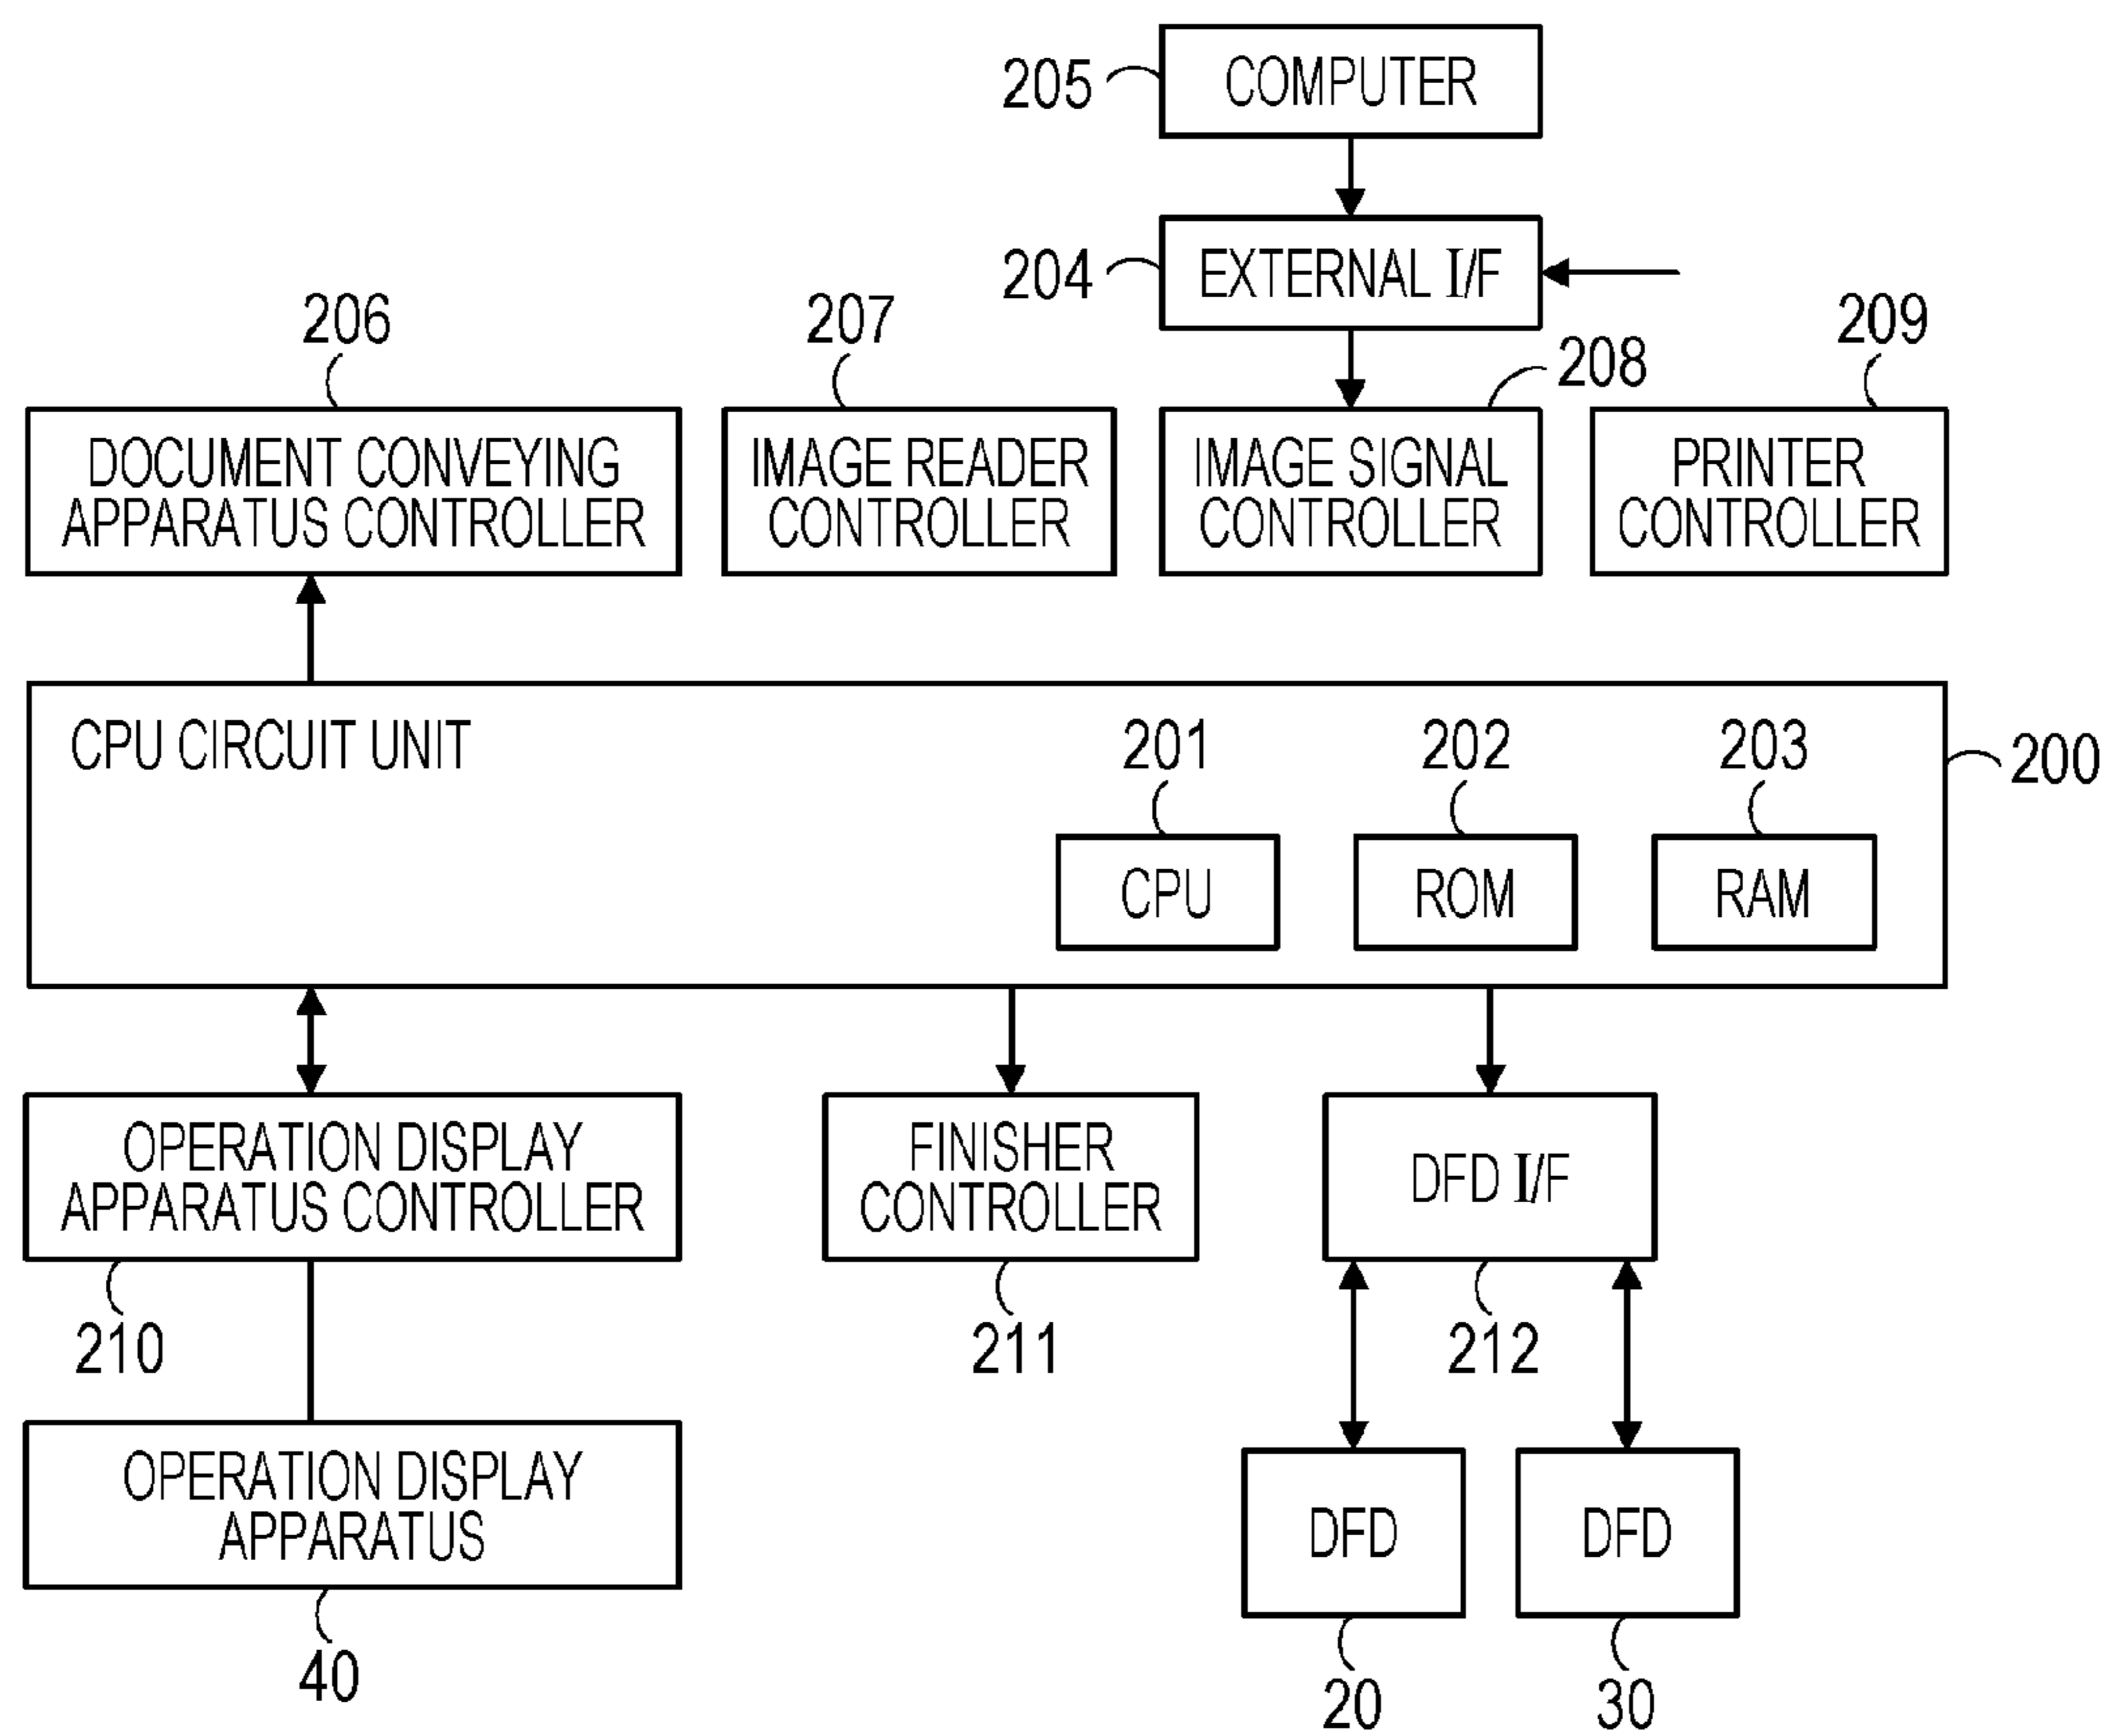 205
COMPUTER
204
EXTERNAL I/F
206
207
208
209
DOCUMENT CONVEYING
APPARATUS CONTROLLER
IMAGE READER
CONTROLLER
IMAGE SIGNAL
CONTROLLER
PRINTER
CONTROLLER
CPU CIRCUIT UNIT
201
202
203
200
CPU
ROM
RAM
OPERATION DISPLAY
APPARATUS CONTROLLER
FINISHER
CONTROLLER
DFD I/F
210
211
212
OPERATION DISPLAY
APPARATUS
DFD
DFD
40
20
30